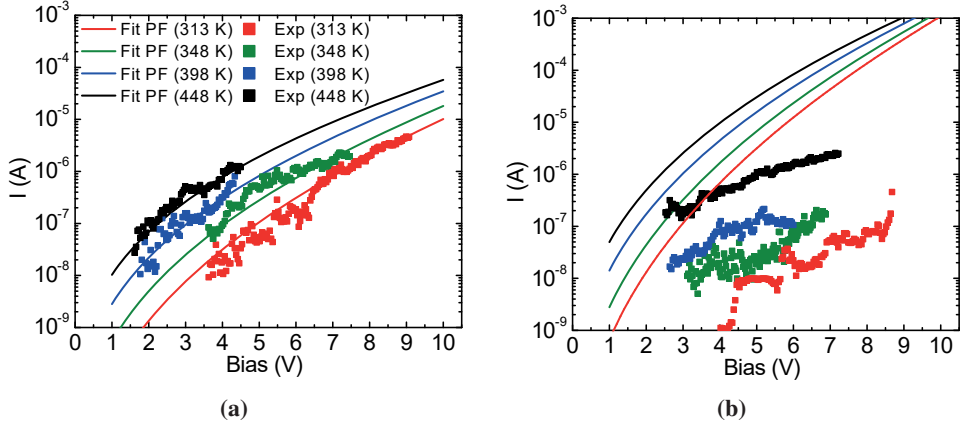 Fit PF (313 K) Exp (313 K)
Fit PF (348 K) Exp (348 K)
Fit PF (398 K) Exp (398 K)
Fit PF (448 K) Exp (448 K)
I (A)
10⁻³
10⁻⁴
10⁻⁵
10⁻⁶
10⁻⁷
10⁻⁸
10⁻⁹
0 1 2 3 4 5 6 7 8 9 10
Bias (V)
(a)
I (A)
10⁻³
10⁻⁴
10⁻⁵
10⁻⁶
10⁻⁷
10⁻⁸
10⁻⁹
0 1 2 3 4 5 6 7 8 9 10
Bias (V)
(b)